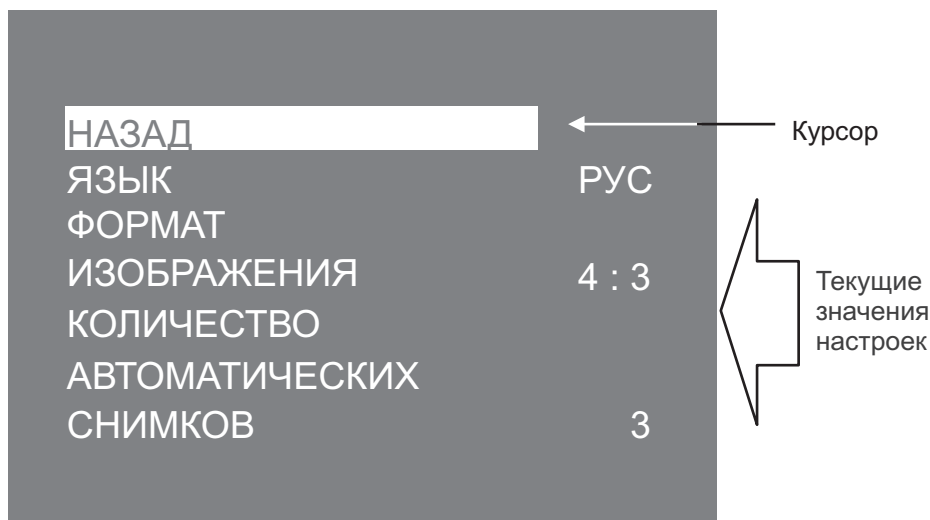 НАЗАД
Курсор
ЯЗЫК РУС
ФОРМАТ
ИЗОБРАЖЕНИЯ 4 : 3
КОЛИЧЕСТВО
АВТОМАТИЧЕСКИХ
СНИМКОВ 3
Текущие
значения
настроек